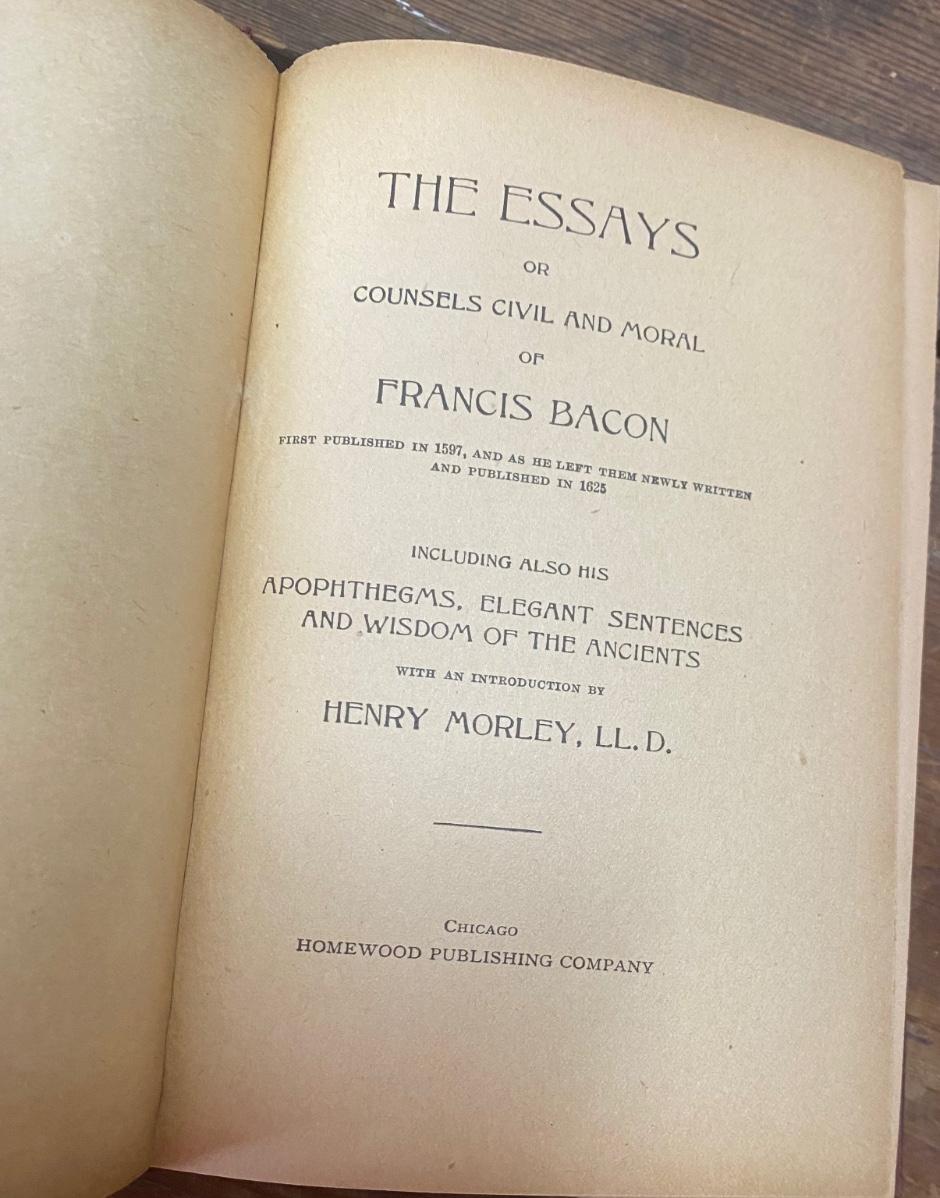 THE ESSAYS
OR
COUNSELS CIVIL AND MORAL
OF
FRANCIS BACON
FIRST PUBLISHED IN 1597, AND AS HE LEFT THEM NEWLY WRITTEN
AND PUBLISHED IN 1625
INCLUDING ALSO HIS
APOPHTHEGMS, ELEGANT SENTENCES
AND WISDOM OF THE ANCIENTS
WITH AN INTRODUCTION BY
HENRY MORLEY, LL. D.
CHICAGO
HOMEWOOD PUBLISHING COMPANY